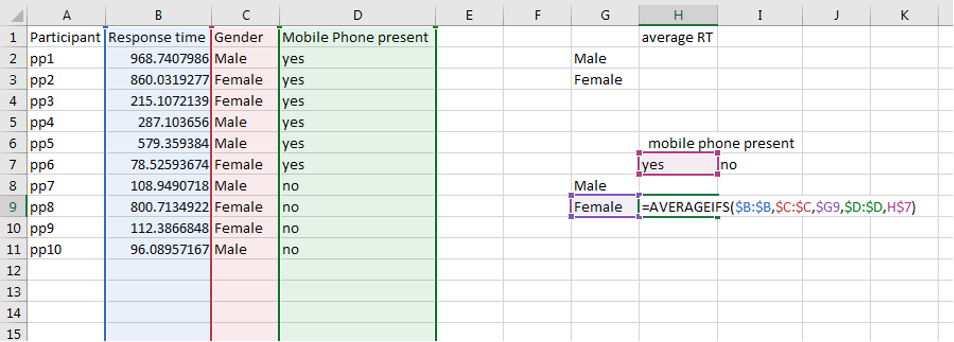 A B C D E F G H I J K
1 Participant Response time Gender Mobile Phone present average RT
2 pp1 968.7407986 Male yes Male
3 pp2 860.0319277 Female yes Female
4 pp3 215.1072139 Female yes
5 pp4 287.103656 Male yes
6 pp5 579.359384 Male yes mobile phone present
7 pp6 78.52593674 Female yes yes no
8 pp7 108.9490718 Male no Male
9 pp8 800.7134922 Female no Female =AVERAGEIFS($B:$B,$C:$C,$G9,$D:$D,H$7)
10 pp9 112.3866848 Female no
11 pp10 96.08957167 Male no
12
13
14
15